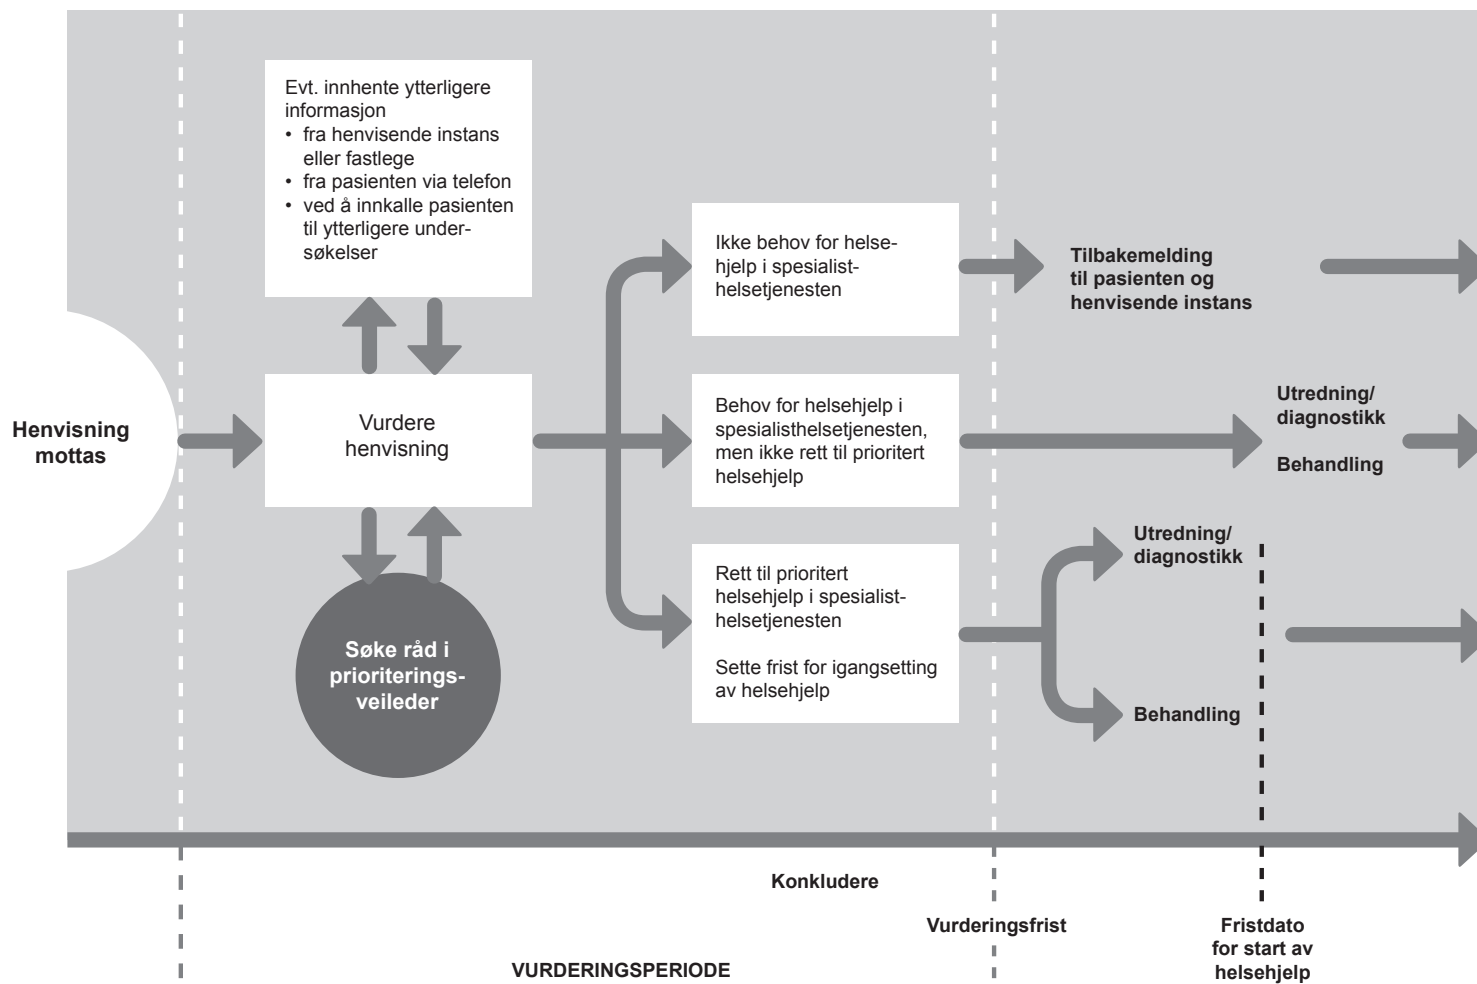 Evt. innhente ytterligere
informasjon
• fra henvisende instans
eller fastlege
• fra pasienten via telefon
• ved å innkalle pasienten
til ytterligere under-
søkelser
Henvisning
mottas
Vurdere
henvisning
Søke råd i
prioriterings-
veileder
Ikke behov for helse-
hjelp i spesialist-
helsetjenesten
Tilbakemelding
til pasienten og
henvisende instans
Behov for helsehjelp i
spesialisthelsetjenesten,
men ikke rett til prioritert
helsehjelp
Utredning/
diagnostikk
Behandling
Rett til prioritert
helsehjelp i spesialist-
helsetjenesten
Sette frist for igangsetting
av helsehjelp
Utredning/
diagnostikk
Behandling
Konkludere
Vurderingsfrist
Fristdato
for start av
helsehjelp
VURDERINGSPERIODE